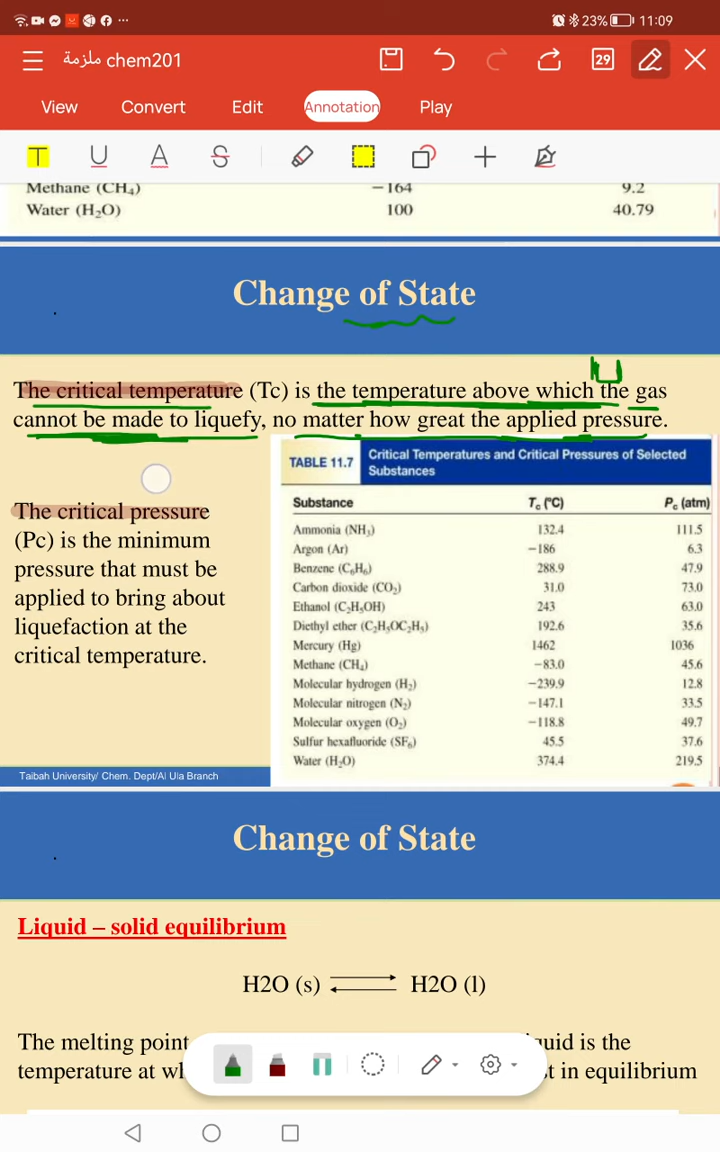 23% 11:09
ملزمة chem201
29
View Convert Edit Annotation Play
T U A S
Methane (CH₄) −164 9.2
Water (H₂O) 100 40.79
Change of State
The critical temperature (Tc) is the temperature above which the gas
cannot be made to liquefy, no matter how great the applied pressure.
The critical pressure
(Pc) is the minimum
pressure that must be
applied to bring about
liquefaction at the
critical temperature.
TABLE 11.7 Critical Temperatures and Critical Pressures of Selected
Substances
Substance T꜀ (°C) P꜀ (atm)
Ammonia (NH₃) 132.4 111.5
Argon (Ar) −186 6.3
Benzene (C₆H₆) 288.9 47.9
Carbon dioxide (CO₂) 31.0 73.0
Ethanol (C₂H₅OH) 243 63.0
Diethyl ether (C₂H₅OC₂H₅) 192.6 35.6
Mercury (Hg) 1462 1036
Methane (CH₄) −83.0 45.6
Molecular hydrogen (H₂) −239.9 12.8
Molecular nitrogen (N₂) −147.1 33.5
Molecular oxygen (O₂) −118.8 49.7
Sulfur hexafluoride (SF₆) 45.5 37.6
Water (H₂O) 374.4 219.5
Taibah University/ Chem. Dept/Al Ula Branch
Change of State
Liquid – solid equilibrium
H2O (s) ⇌ H2O (l)
The melting point is the
temperature at in equilibrium